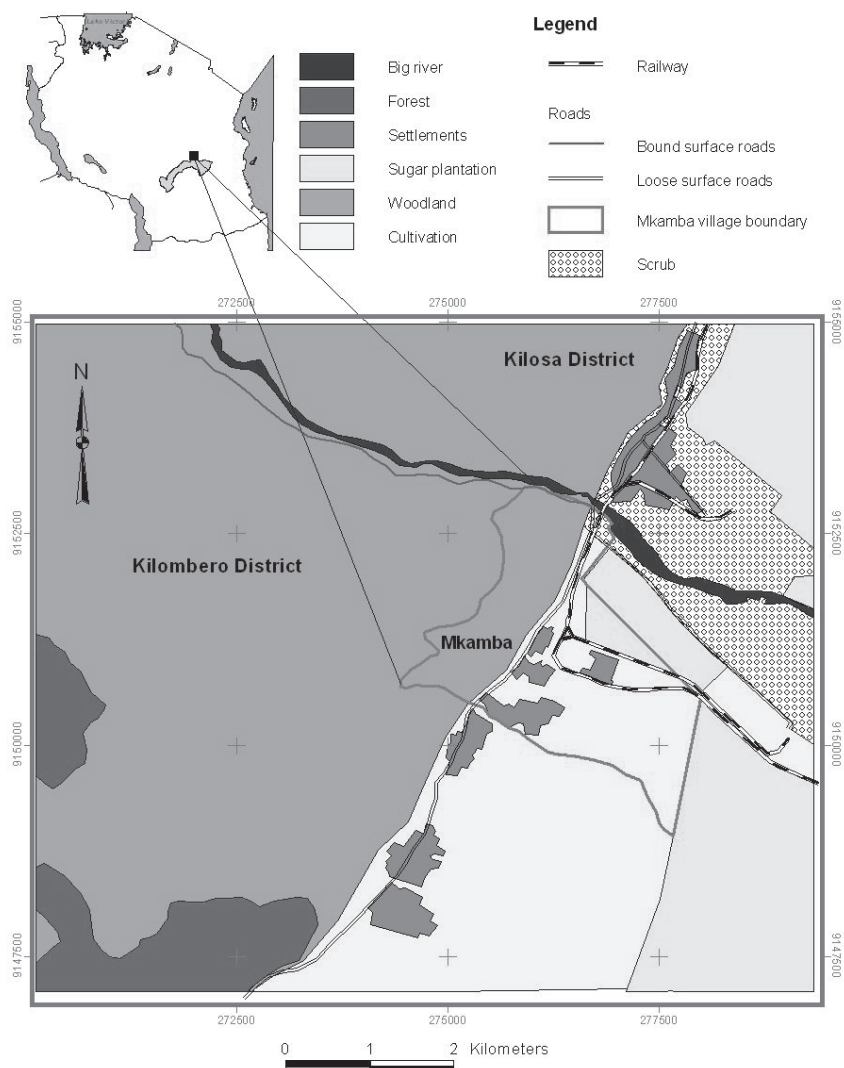 Lake Victoria
Legend
Big river
Forest
Settlements
Sugar plantation
Woodland
Cultivation
Railway
Roads
Bound surface roads
Loose surface roads
Mkamba village boundary
Scrub
272500 275000 277500
9155000 9155000
Kilosa District
N
9152500 9152500
Kilombero District
Mkamba
9150000 9150000
9147500 9147500
272500 275000 277500
0 1 2 Kilometers